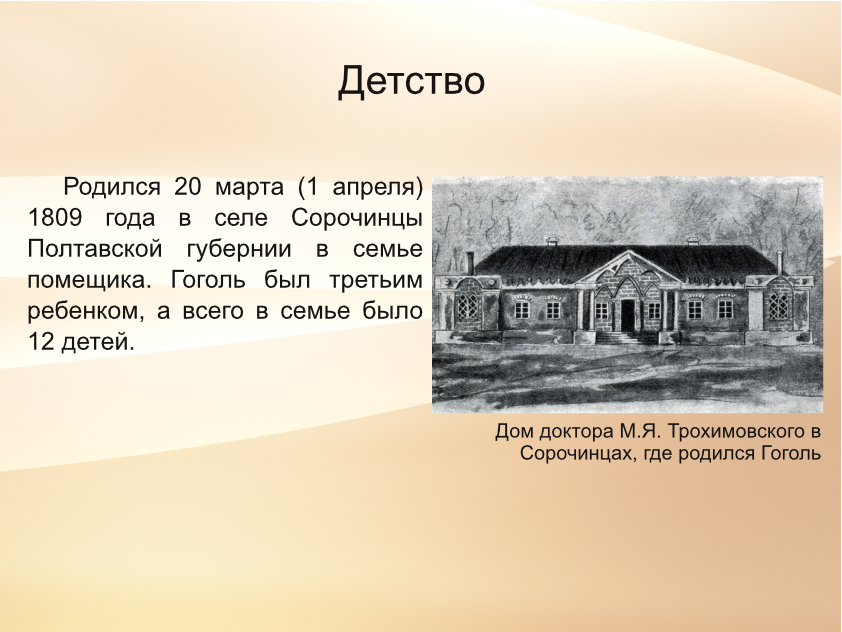 Детство
Родился 20 марта (1 апреля)
1809 года в селе Сорочинцы
Полтавской губернии в семье
помещика. Гоголь был третьим
ребенком, а всего в семье было
12 детей.
Дом доктора М.Я. Трохимовского в
Сорочинцах, где родился Гоголь